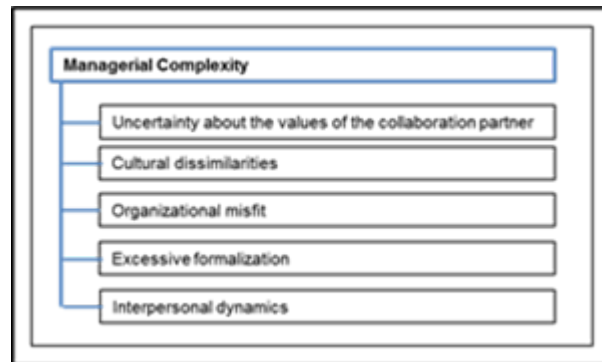 Managerial Complexity
Uncertainty about the values of the collaboration partner
Cultural dissimilarities
Organizational misfit
Excessive formalization
Interpersonal dynamics